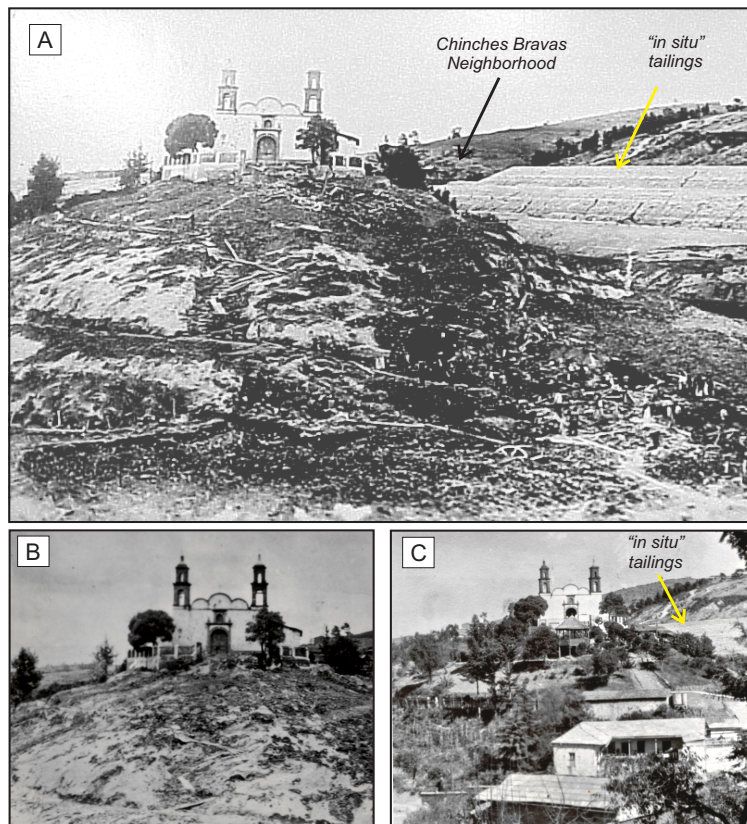 A
Chinches Bravas
Neighborhood
“in situ”
tailings
B
C
“in situ”
tailings